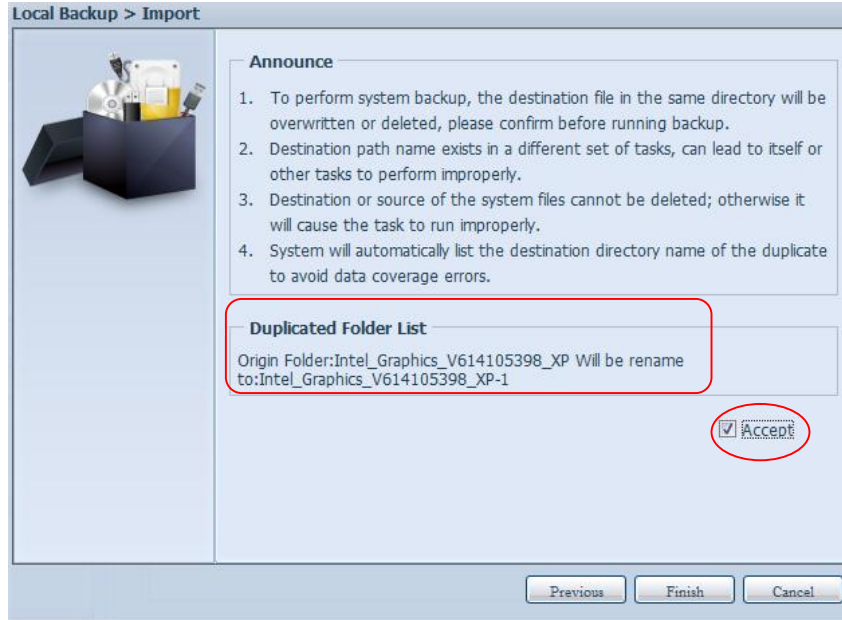 Local Backup > Import
Announce
1. To perform system backup, the destination file in the same directory will be
overwritten or deleted, please confirm before running backup.
2. Destination path name exists in a different set of tasks, can lead to itself or
other tasks to perform improperly.
3. Destination or source of the system files cannot be deleted; otherwise it
will cause the task to run improperly.
4. System will automatically list the destination directory name of the duplicate
to avoid data coverage errors.
Duplicated Folder List
Origin Folder:Intel_Graphics_V614105398_XP Will be rename
to:Intel_Graphics_V614105398_XP-1
Accept
Previous Finish Cancel